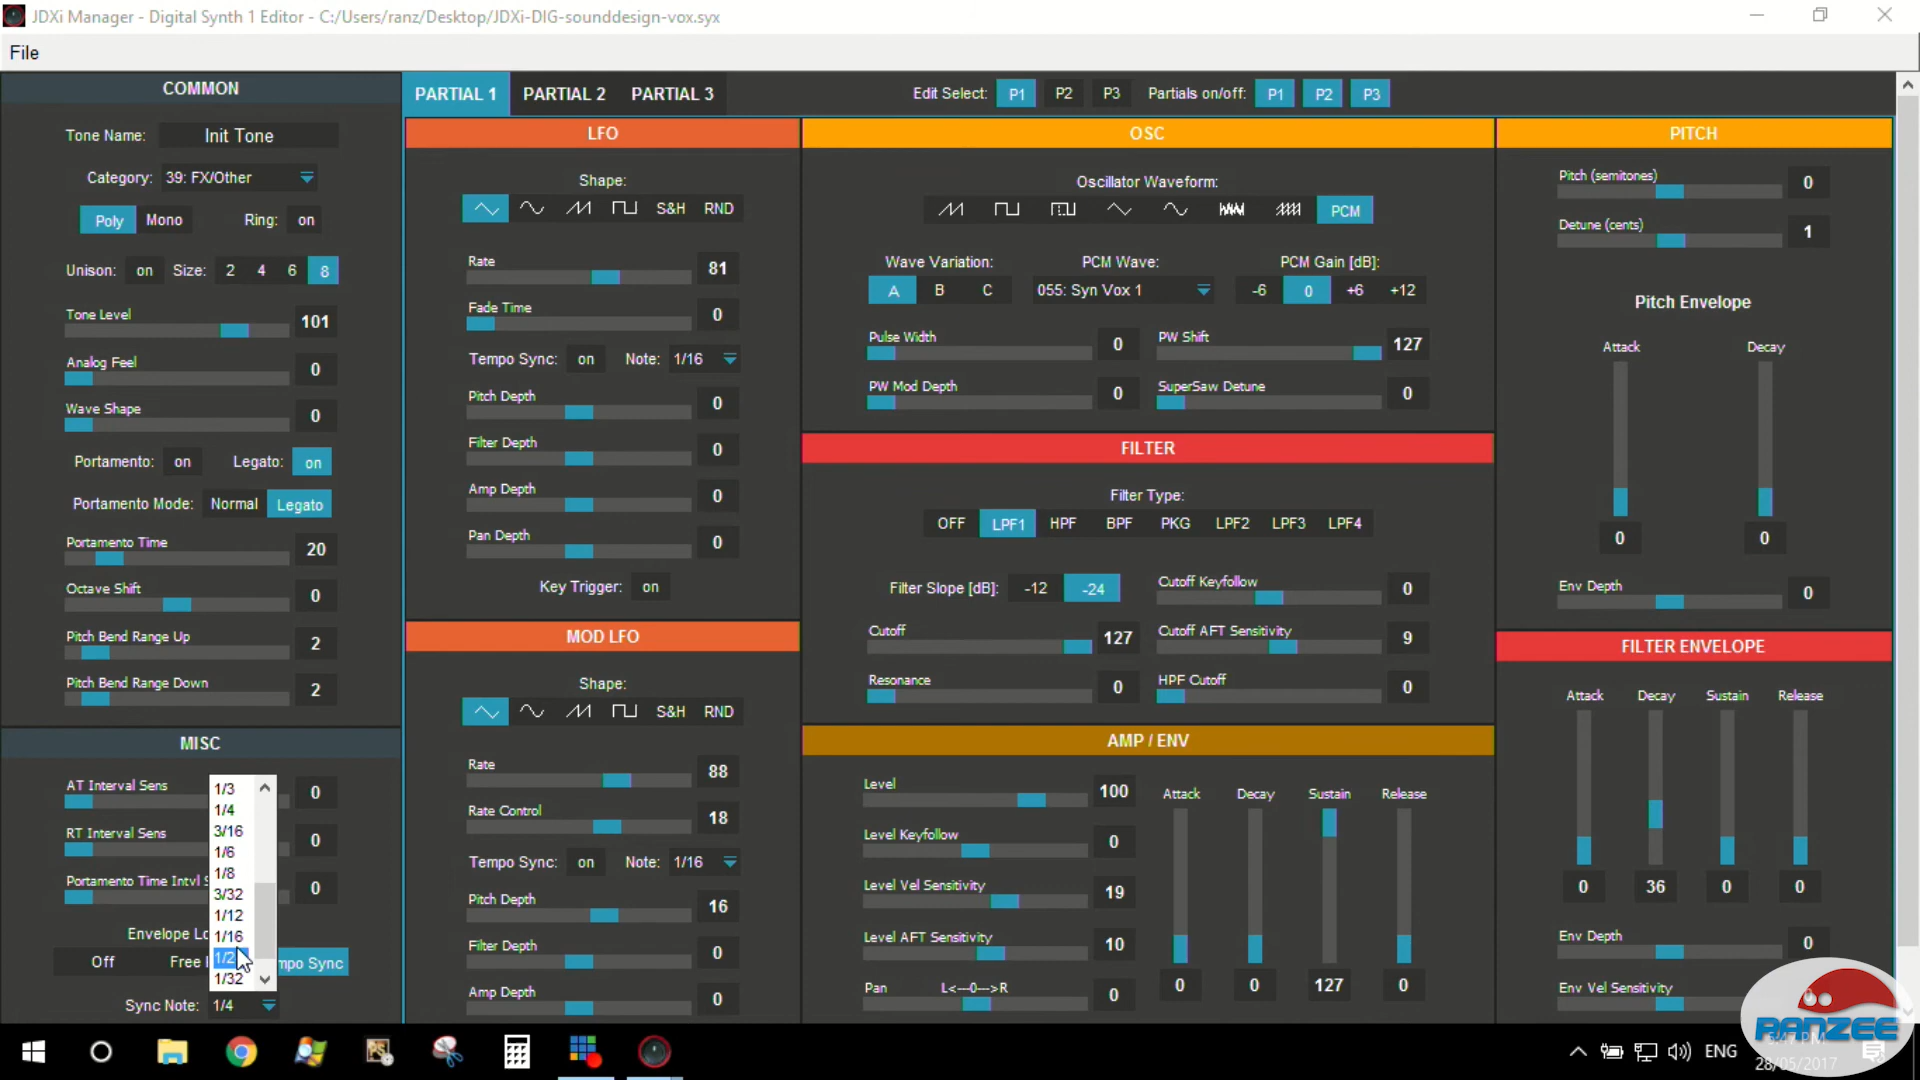 JDXi Manager - Digital Synth 1 Editor - C:/Users/ranz/Desktop/JDXi-DIG-sounddesign-vox.syx
File
COMMON
Tone Name: Init Tone
Category: 39: FX/Other
Poly Mono Ring: on
Unison: on Size: 2 4 6 8
Tone Level 101
Analog Feel 0
Wave Shape 0
Portamento: on Legato: on
Portamento Mode: Normal Legato
Portamento Time 20
Octave Shift 0
Pitch Bend Range Up 2
Pitch Bend Range Down 2
MISC
AT Interval Sens 0
RT Interval Sens 0
Portamento Time Intvl 0
Envelope
Off Free Sync
Sync Note: 1/4
1/3
1/4
3/16
1/6
1/8
3/32
1/12
1/16
1/32
PARTIAL 1 PARTIAL 2 PARTIAL 3
Edit Select: P1 P2 P3 Partials on/off: P1 P2 P3
LFO
Shape:
S&H RND
Rate 81
Fade Time 0
Tempo Sync: on Note: 1/16
Pitch Depth 0
Filter Depth 0
Amp Depth 0
Pan Depth 0
Key Trigger: on
MOD LFO
Shape:
S&H RND
Rate 88
Rate Control 18
Tempo Sync: on Note: 1/16
Pitch Depth 16
Filter Depth 0
Amp Depth 0
OSC
Oscillator Waveform:
PCM
Wave Variation: PCM Wave: PCM Gain [dB]:
A B C 055: Syn Vox 1 -6 0 +6 +12
Pulse Width 0 PW Shift 127
PW Mod Depth 0 SuperSaw Detune 0
FILTER
Filter Type:
OFF LPF1 HPF BPF PKG LPF2 LPF3 LPF4
Filter Slope [dB]: -12 -24 Cutoff Keyfollow 0
Cutoff 127 Cutoff AFT Sensitivity 9
Resonance 0 HPF Cutoff 0
AMP / ENV
Level 100
Level Keyfollow 0
Level Vel Sensitivity 19
Level AFT Sensitivity 10
Pan L<---0--->R 0
Attack Decay Sustain Release
0 0 127 0
PITCH
Pitch (semitones) 0
Detune (cents) 1
Pitch Envelope
Attack Decay
0 0
Env Depth 0
FILTER ENVELOPE
Attack Decay Sustain Release
0 36 0 0
Env Depth 0
Env Vel Sensitivity
RANZEE
ENG
28/05/2017